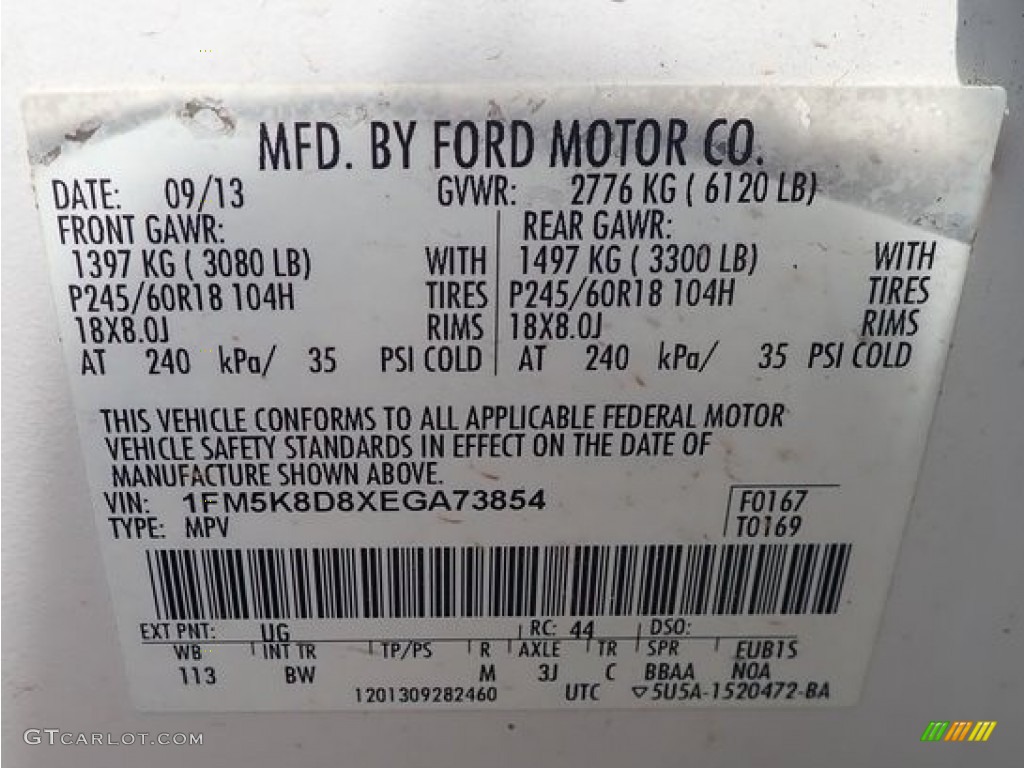 MFD. BY FORD MOTOR CO.
DATE: 09/13 GVWR: 2776 KG ( 6120 LB)
FRONT GAWR: REAR GAWR:
1397 KG ( 3080 LB) WITH 1497 KG ( 3300 LB) WITH
P245/60R18 104H TIRES P245/60R18 104H TIRES
18X8.0J RIMS 18X8.0J RIMS
AT 240 kPa/ 35 PSI COLD AT 240 kPa/ 35 PSI COLD
THIS VEHICLE CONFORMS TO ALL APPLICABLE FEDERAL MOTOR
VEHICLE SAFETY STANDARDS IN EFFECT ON THE DATE OF
MANUFACTURE SHOWN ABOVE.
VIN: 1FM5K8D8XEGA73854 F0167
TYPE: MPV T0169
EXT PNT: UG RC: 44 DSO:
WB INT TR TP/PS R AXLE TR SPR EUB1S
113 BW M 3J C BBAA NOA
1201309282460 UTC ▽5U5A-1520472-BA
GTCARLOT.COM